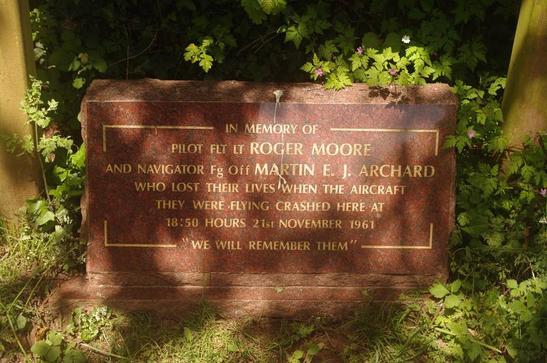 IN MEMORY OF
PILOT FLT LT ROGER MOORE
AND NAVIGATOR Fg Off MARTIN E. J. ARCHARD
WHO LOST THEIR LIVES WHEN THE AIRCRAFT
THEY WERE FLYING CRASHED HERE AT
18:50 HOURS 21st NOVEMBER 1961
"WE WILL REMEMBER THEM"